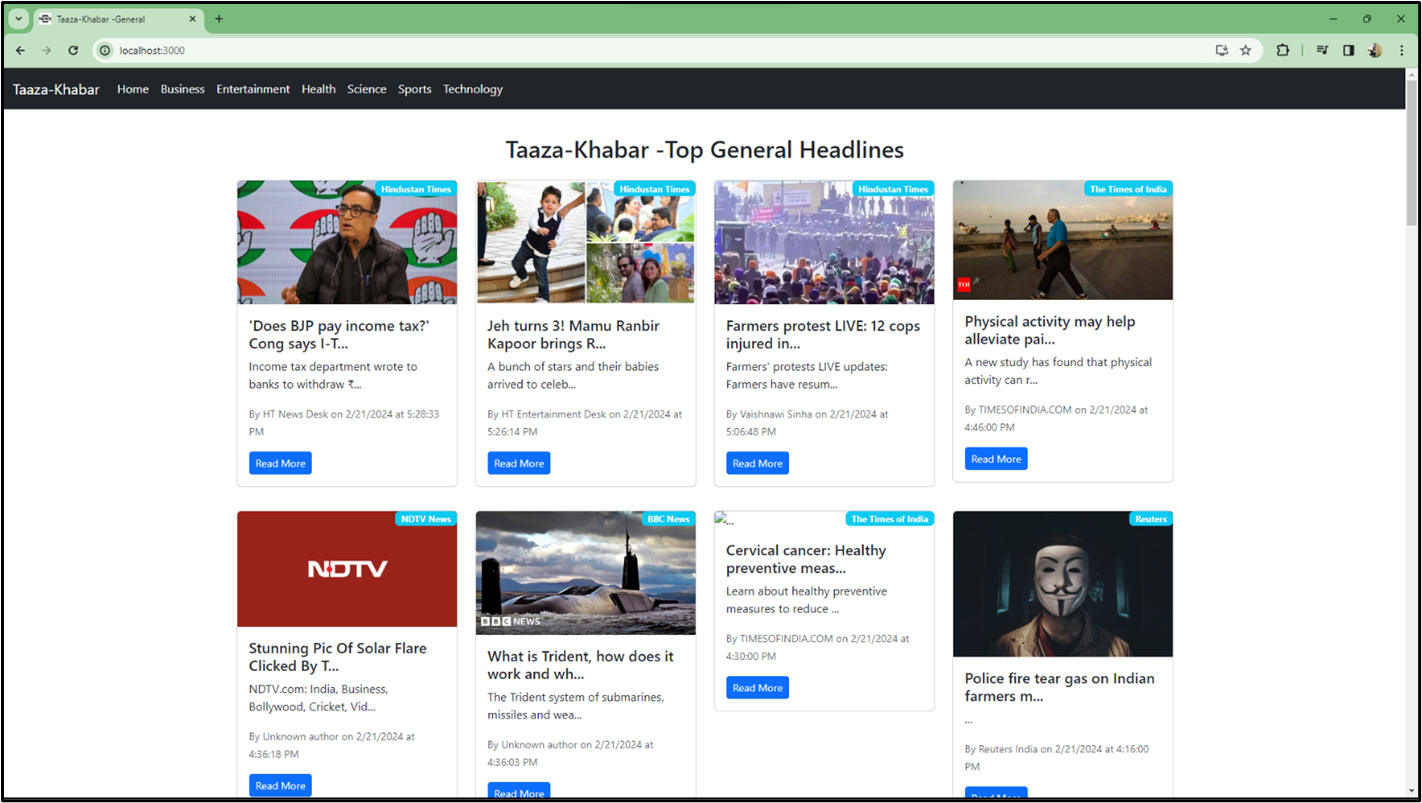 Taaza-Khabar -General
localhost:3000
Taaza-Khabar Home Business Entertainment Health Science Sports Technology
Taaza-Khabar -Top General Headlines
Hindustan Times
'Does BJP pay income tax?'
Cong says I-T...
Income tax department wrote to
banks to withdraw ₹...
By HT News Desk on 2/21/2024 at 5:28:33
PM
Read More
Hindustan Times
Jeh turns 3! Mamu Ranbir
Kapoor brings R...
A bunch of stars and their babies
arrived to celeb...
By HT Entertainment Desk on 2/21/2024 at
5:26:14 PM
Read More
Hindustan Times
Farmers protest LIVE: 12 cops
injured in...
Farmers' protests LIVE updates:
Farmers have resum...
By Vaishnawi Sinha on 2/21/2024 at
5:06:48 PM
Read More
The Times of India
TOI
Physical activity may help
alleviate pai...
A new study has found that physical
activity can r...
By TIMESOFINDIA.COM on 2/21/2024 at
4:46:00 PM
Read More
NDTV News
NDTV
Stunning Pic Of Solar Flare
Clicked By T...
NDTV.com: India, Business,
Bollywood, Cricket, Vid...
By Unknown author on 2/21/2024 at
4:36:18 PM
Read More
BBC News
BBC NEWS
What is Trident, how does it
work and wh...
The Trident system of submarines,
missiles and wea...
By Unknown author on 2/21/2024 at
4:36:03 PM
Read More
...
The Times of India
Cervical cancer: Healthy
preventive meas...
Learn about healthy preventive
measures to reduce ...
By TIMESOFINDIA.COM on 2/21/2024 at
4:30:00 PM
Read More
Reuters
Police fire tear gas on Indian
farmers m...
...
By Reuters India on 2/21/2024 at 4:16:00
PM
Read More